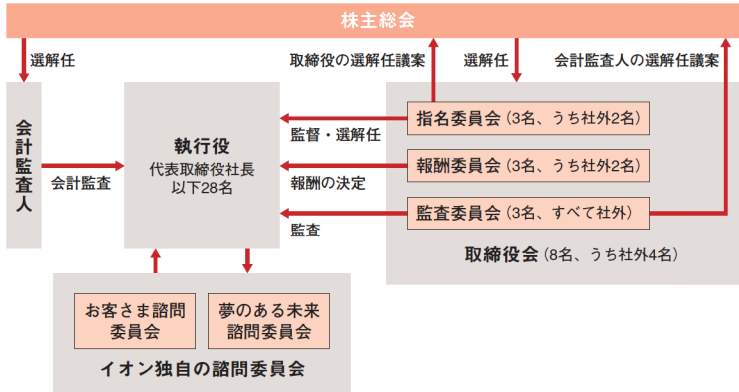 株主総会
選解任
取締役の選解任議案
選解任
会計監査人の選解任議案
会計監査人
会計監査
執行役
代表取締役社長
以下28名
監督・選解任
報酬の決定
監査
指名委員会（3名、うち社外2名）
報酬委員会（3名、うち社外2名）
監査委員会（3名、すべて社外）
取締役会（8名、うち社外4名）
お客さま諮問
委員会
夢のある未来
諮問委員会
イオン独自の諮問委員会